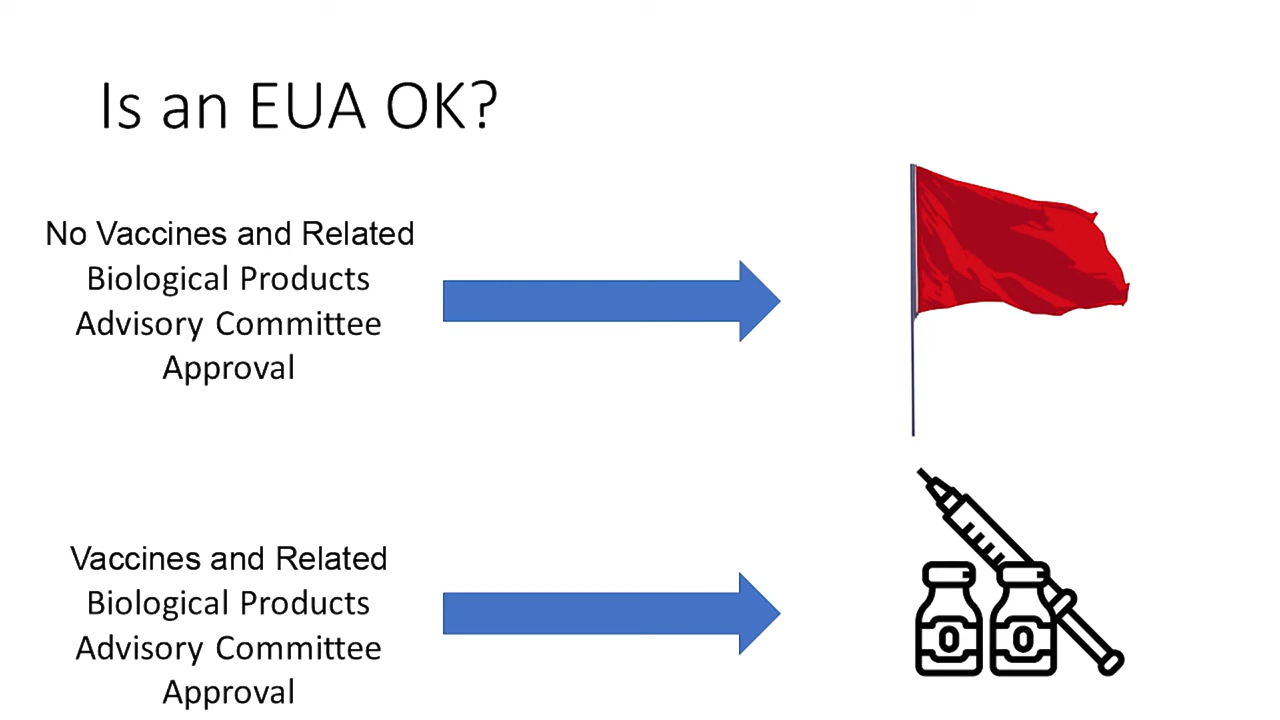 Is an EUA OK?
No Vaccines and Related
Biological Products
Advisory Committee
Approval
Vaccines and Related
Biological Products
Advisory Committee
Approval